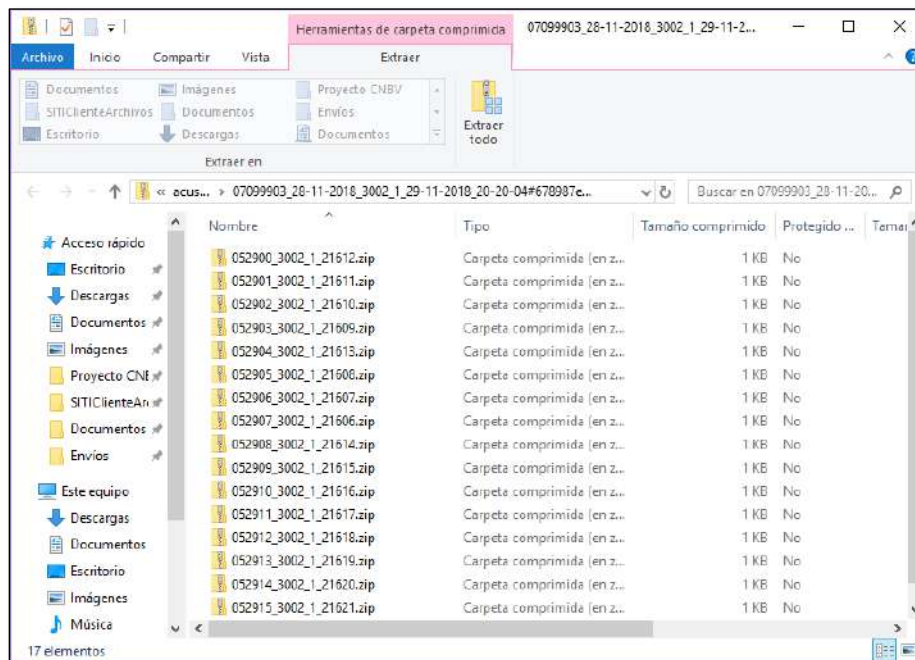 Herramientas de carpeta comprimida 07099903_28-11-2018_3002_1_29-11-2...
Archivo Inicio Compartir Vista Extraer
Documentos Imágenes Proyecto CNBV
SITIClienteArchivos Documentos Envíos
Escritorio Descargas Documentos
Extraer todo
Extraer en
« acus... › 07099903_28-11-2018_3002_1_29-11-2018_20-20-04#678987e... Buscar en 07099903_28-11-20...
Nombre Tipo Tamaño comprimido Protegido ... Tamañ
Acceso rápido
Escritorio
Descargas
Documentos
Imágenes
Proyecto CNB
SITIClienteAr
Documentos
Envíos
Este equipo
Descargas
Documentos
Escritorio
Imágenes
Música
052900_3002_1_21612.zip Carpeta comprimida (en z... 1 KB No
052901_3002_1_21611.zip Carpeta comprimida (en z... 1 KB No
052902_3002_1_21610.zip Carpeta comprimida (en z... 1 KB No
052903_3002_1_21609.zip Carpeta comprimida (en z... 1 KB No
052904_3002_1_21613.zip Carpeta comprimida (en z... 1 KB No
052905_3002_1_21608.zip Carpeta comprimida (en z... 1 KB No
052906_3002_1_21607.zip Carpeta comprimida (en z... 1 KB No
052907_3002_1_21606.zip Carpeta comprimida (en z... 1 KB No
052908_3002_1_21614.zip Carpeta comprimida (en z... 1 KB No
052909_3002_1_21615.zip Carpeta comprimida (en z... 1 KB No
052910_3002_1_21616.zip Carpeta comprimida (en z... 1 KB No
052911_3002_1_21617.zip Carpeta comprimida (en z... 1 KB No
052912_3002_1_21618.zip Carpeta comprimida (en z... 1 KB No
052913_3002_1_21619.zip Carpeta comprimida (en z... 1 KB No
052914_3002_1_21620.zip Carpeta comprimida (en z... 1 KB No
052915_3002_1_21621.zip Carpeta comprimida (en z... 1 KB No
17 elementos